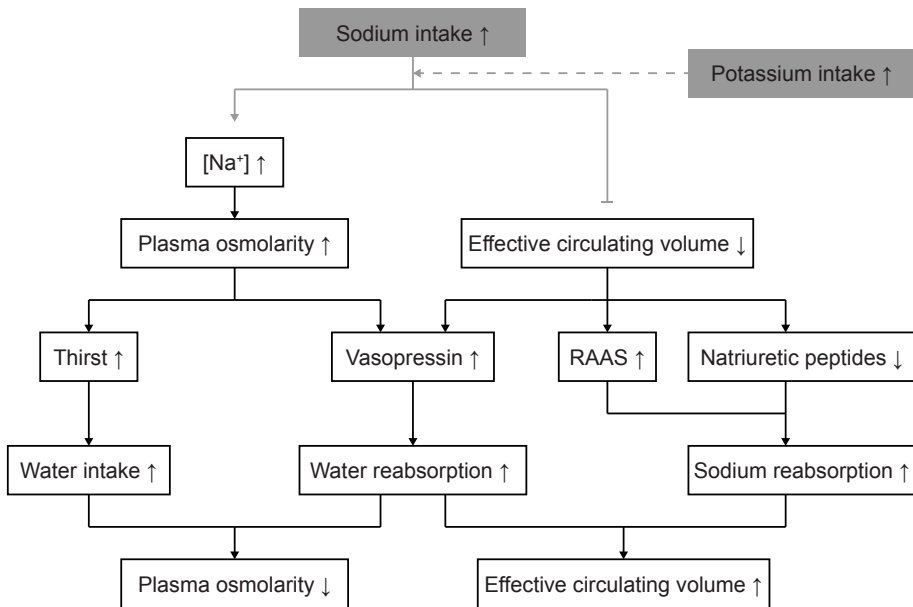 Sodium intake ↑
Potassium intake ↑
[Na⁺] ↑
Plasma osmolarity ↑
Effective circulating volume ↓
Thirst ↑
Vasopressin ↑
RAAS ↑
Natriuretic peptides ↓
Water intake ↑
Water reabsorption ↑
Sodium reabsorption ↑
Plasma osmolarity ↓
Effective circulating volume ↑